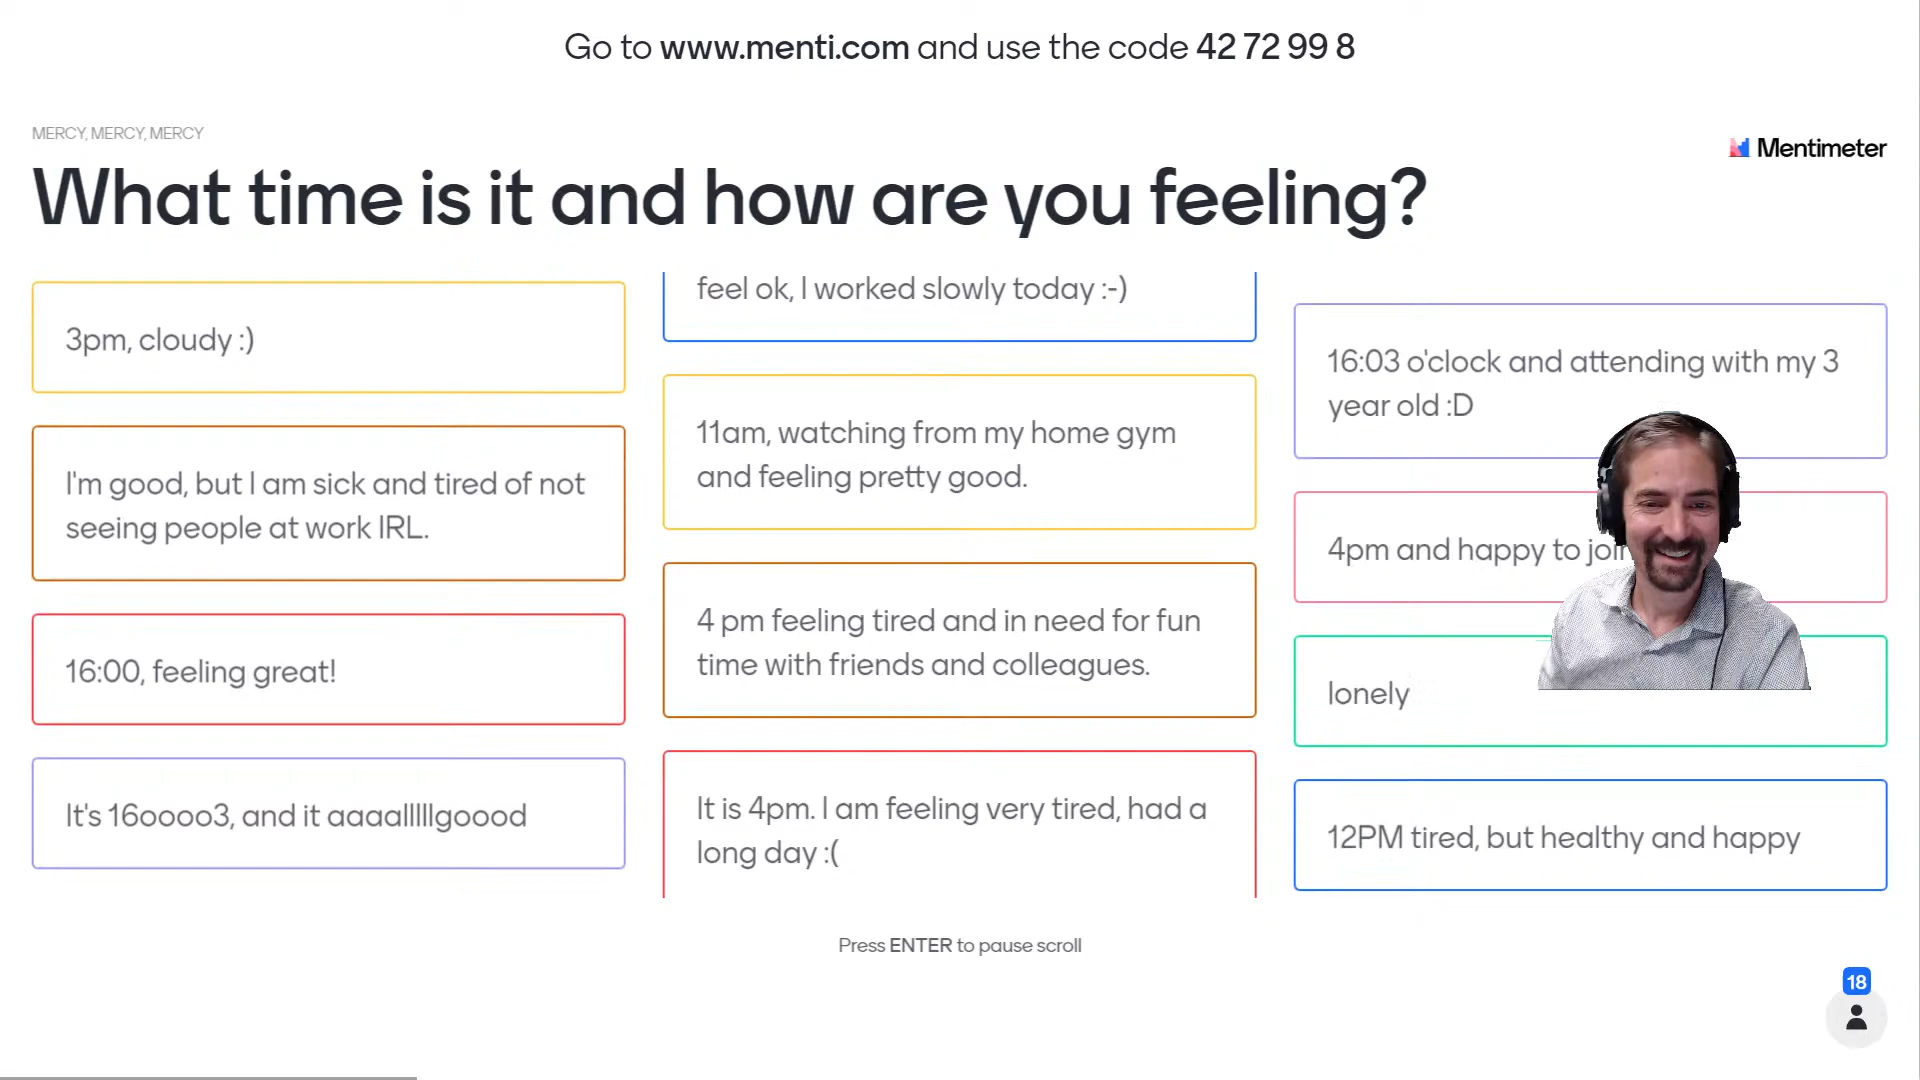 Go to www.menti.com and use the code 42 72 99 8
MERCY, MERCY, MERCY
Mentimeter
What time is it and how are you feeling?
3pm, cloudy :)
I'm good, but I am sick and tired of not
seeing people at work IRL.
16:00, feeling great!
It's 16oooo3, and it aaaallllllgoood
feel ok, I worked slowly today :-)
11am, watching from my home gym
and feeling pretty good.
4 pm feeling tired and in need for fun
time with friends and colleagues.
It is 4pm. I am feeling very tired, had a
long day :(
16:03 o'clock and attending with my 3
year old :D
4pm and happy to join
lonely
12PM tired, but healthy and happy
Press ENTER to pause scroll
18